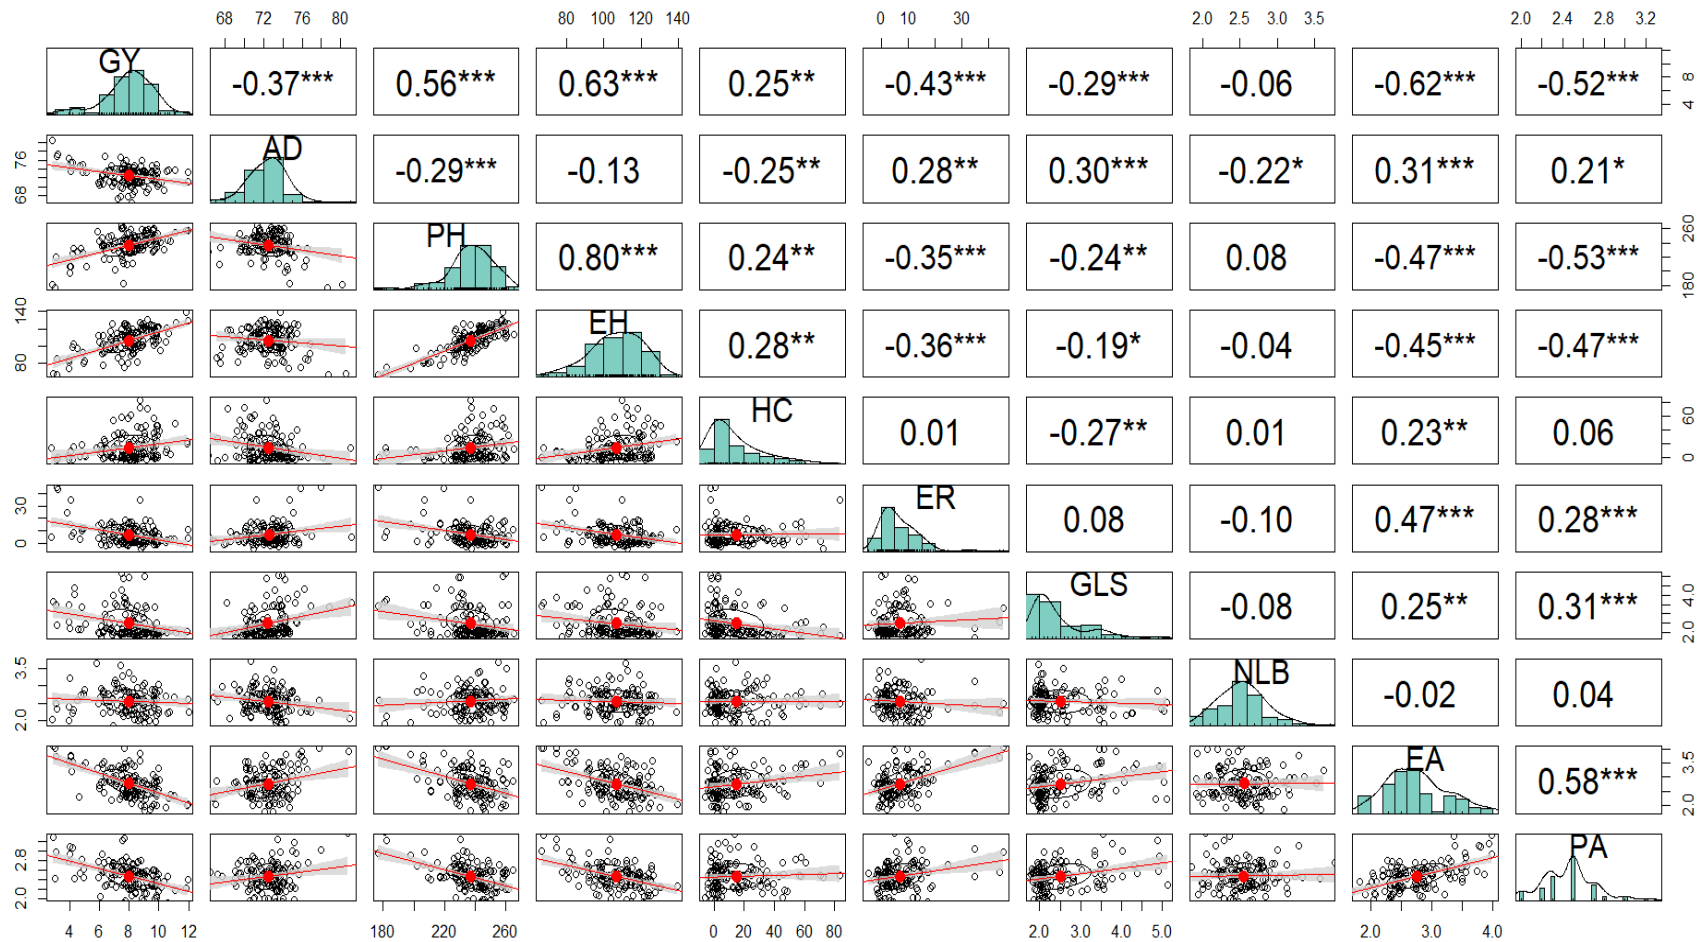 68 72 76 80 80 100 120 140 0 10 30 2.0 2.5 3.0 3.5 2.0 2.4 2.8 3.2
GY -0.37*** 0.56*** 0.63*** 0.25** -0.43*** -0.29*** -0.06 -0.62*** -0.52*** 4 8
68 76 AD -0.29*** -0.13 -0.25** 0.28** 0.30*** -0.22* 0.31*** 0.21*
PH 0.80*** 0.24** -0.35*** -0.24** 0.08 -0.47*** -0.53*** 180 260
80 140 EH 0.28** -0.36*** -0.19* -0.04 -0.45*** -0.47***
HC 0.01 -0.27** 0.01 0.23** 0.06 0 60
0 30 ER 0.08 -0.10 0.47*** 0.28***
GLS -0.08 0.25** 0.31*** 2.0 4.0
2.0 3.5 NLB -0.02 0.04
EA 0.58*** 2.0 3.5
2.0 2.8 PA
4 6 8 10 12 180 220 260 0 20 40 60 80 2.0 3.0 4.0 5.0 2.0 3.0 4.0